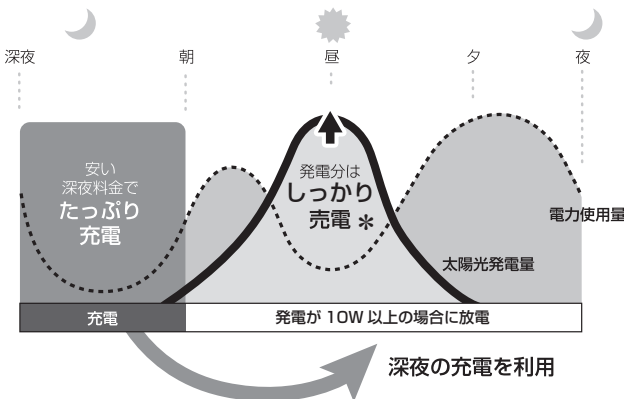 深夜
朝
昼
夕
夜
安い
深夜料金で
たっぷり
充電
発電分は
しっかり
売電＊
電力使用量
太陽光発電量
充電
発電が 10W 以上の場合に放電
深夜の充電を利用